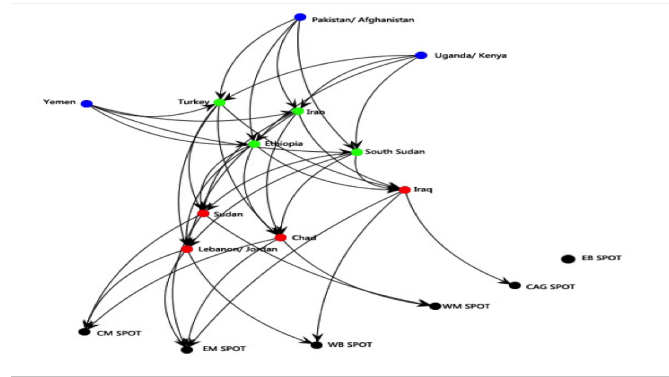 Pakistan/ Afghanistan
Uganda/ Kenya
Yemen
Turkey
Iran
Ethiopia
South Sudan
Iraq
Sudan
Chad
Lebanon/ Jordan
EB SPOT
CAG SPOT
WM SPOT
CM SPOT
EM SPOT
WB SPOT